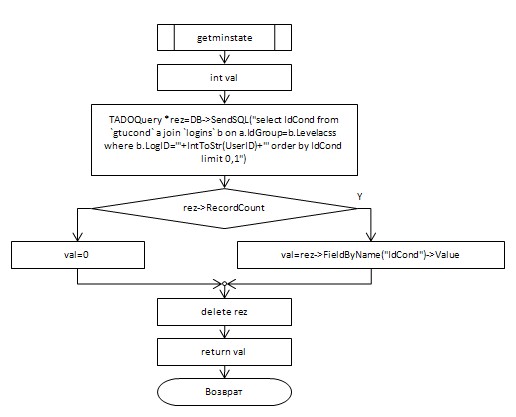 getminstate
int val
TADOQuery *rez=DB->SendSQL("select IdCond from
`gtucond` a join `logins` b on a.IdGroup=b.Levelacss
where b.LogID='"+IntToStr(UserID)+"' order by IdCond
limit 0,1")
rez->RecordCount
Y
val=0
val=rez->FieldByName("IdCond")->Value
delete rez
return val
Возврат